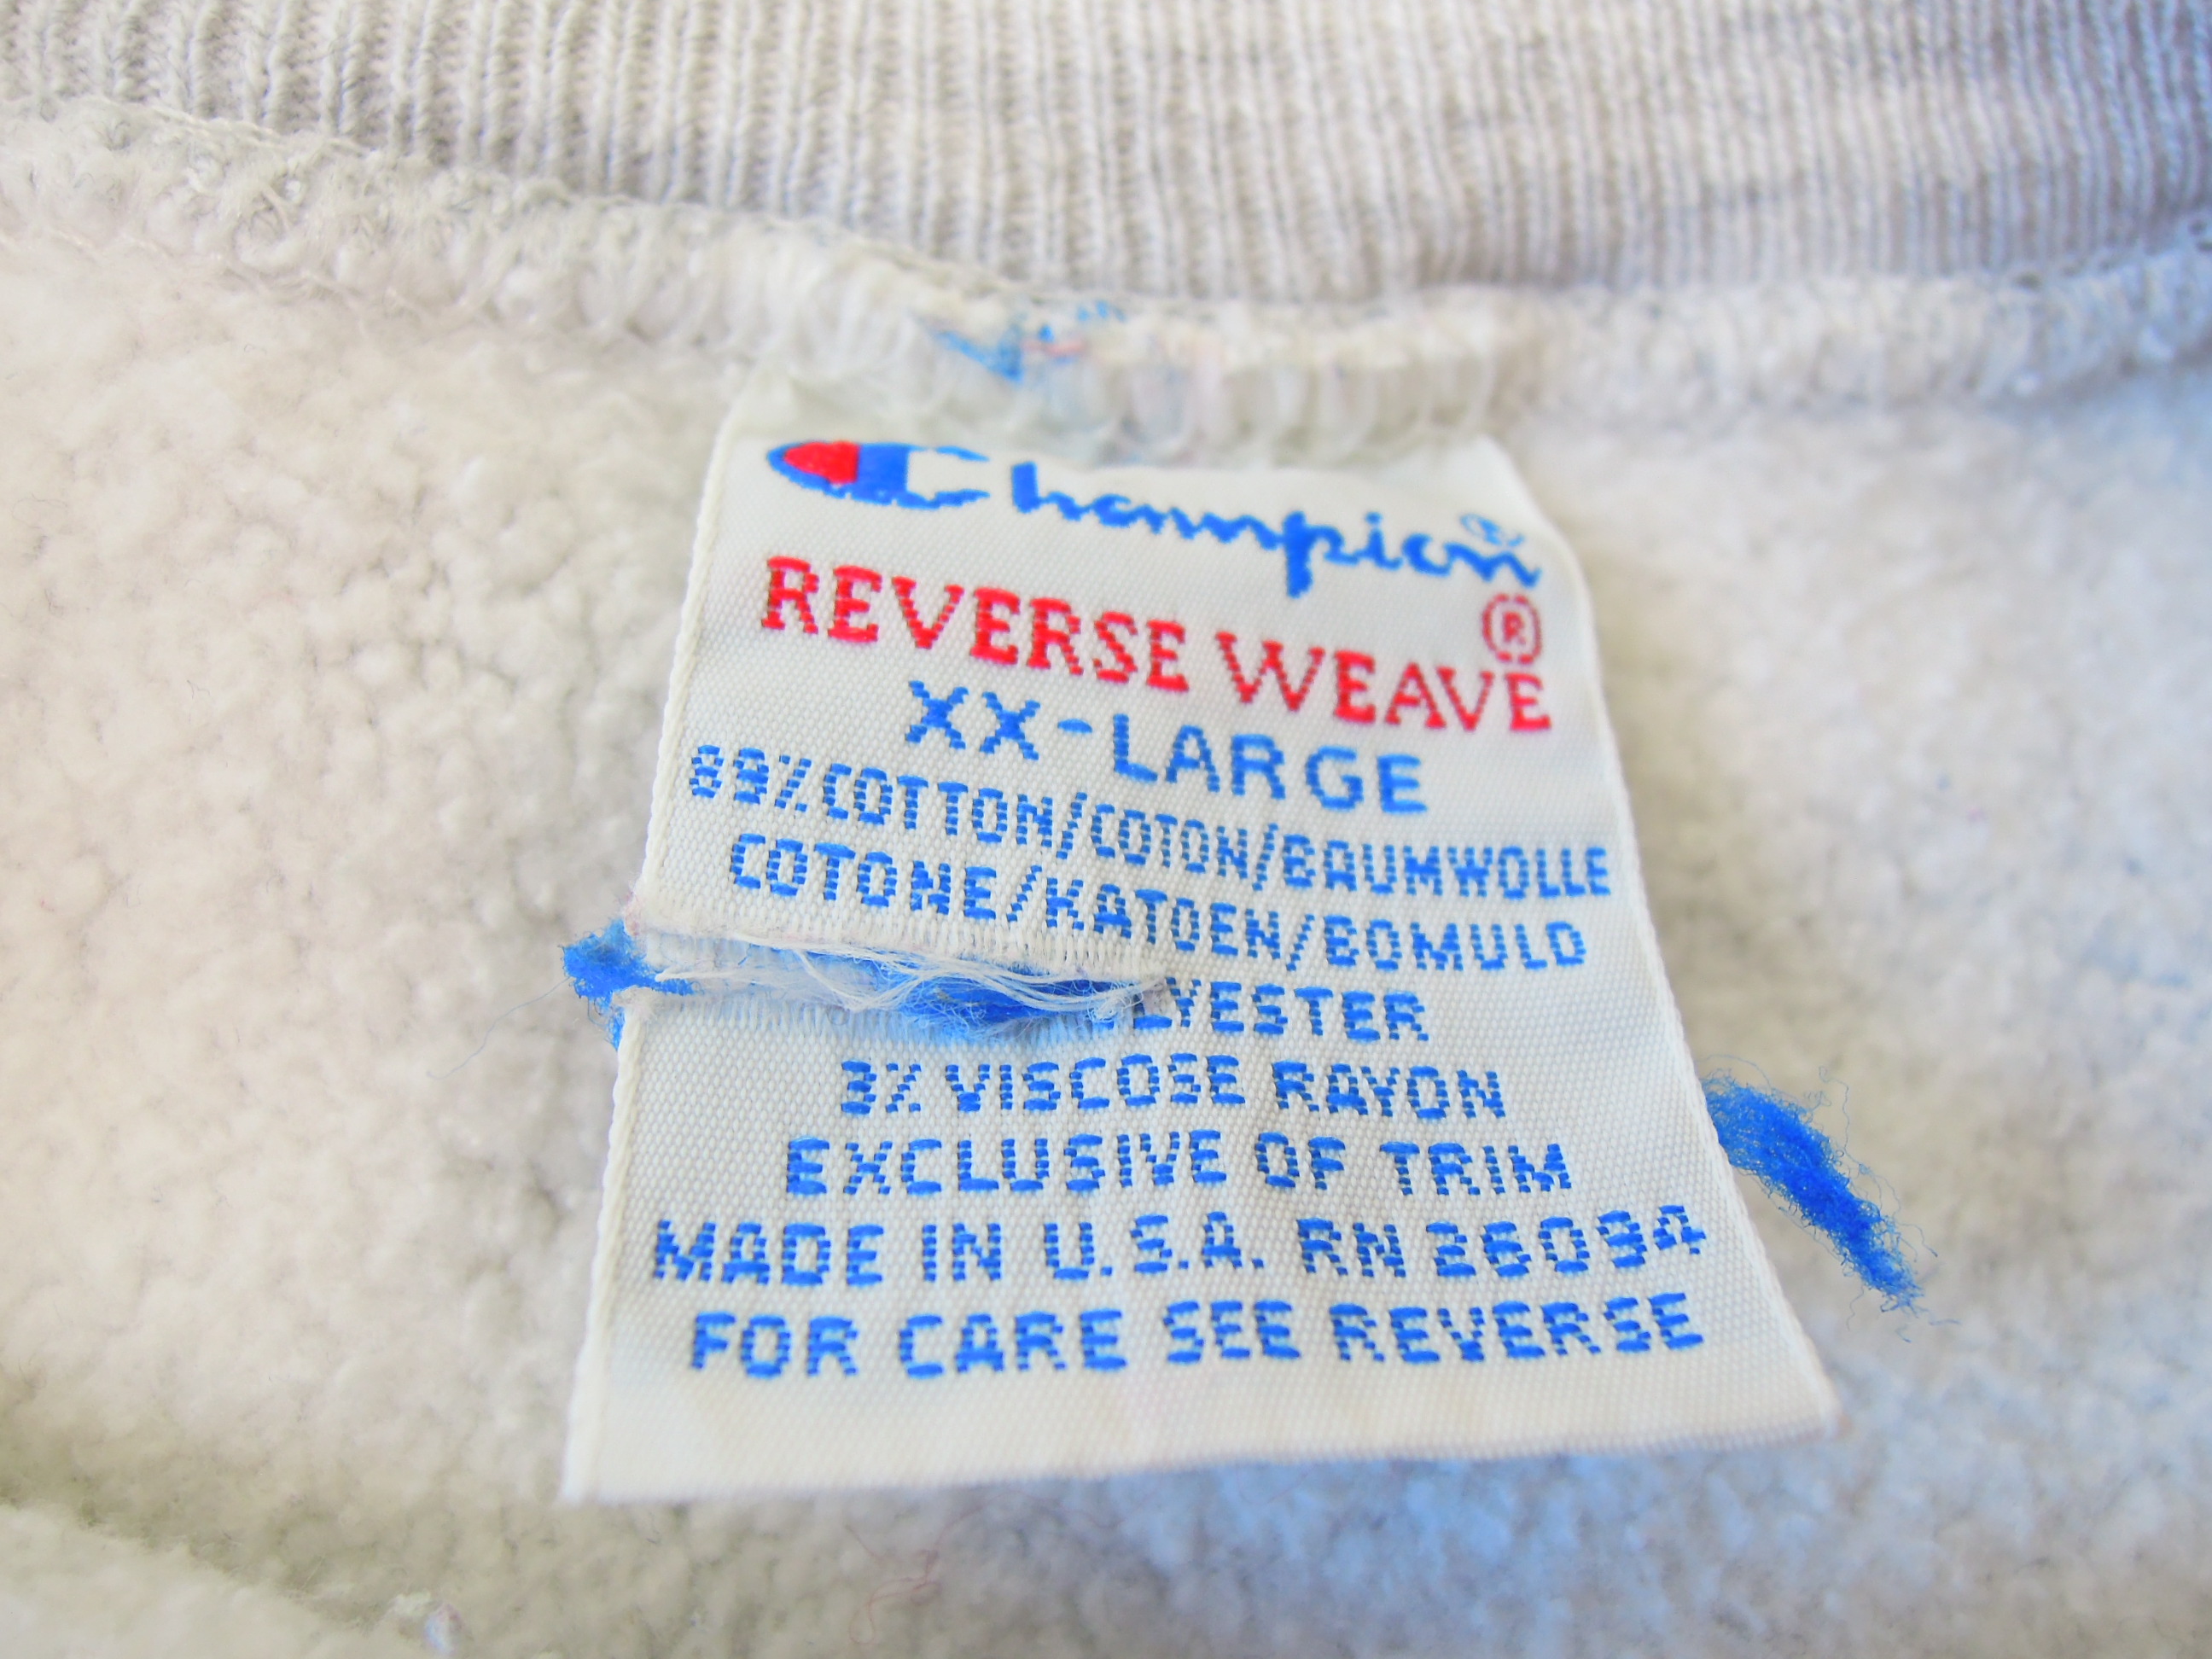 Champion®
REVERSE WEAVE®
XX-LARGE
89% COTTON/COTON/BAUMWOLLE
COTONE/KATOEN/BOMULD
LYESTER
3% VISCOSE RAYON
EXCLUSIVE OF TRIM
MADE IN U.S.A. RN 26094
FOR CARE SEE REVERSE